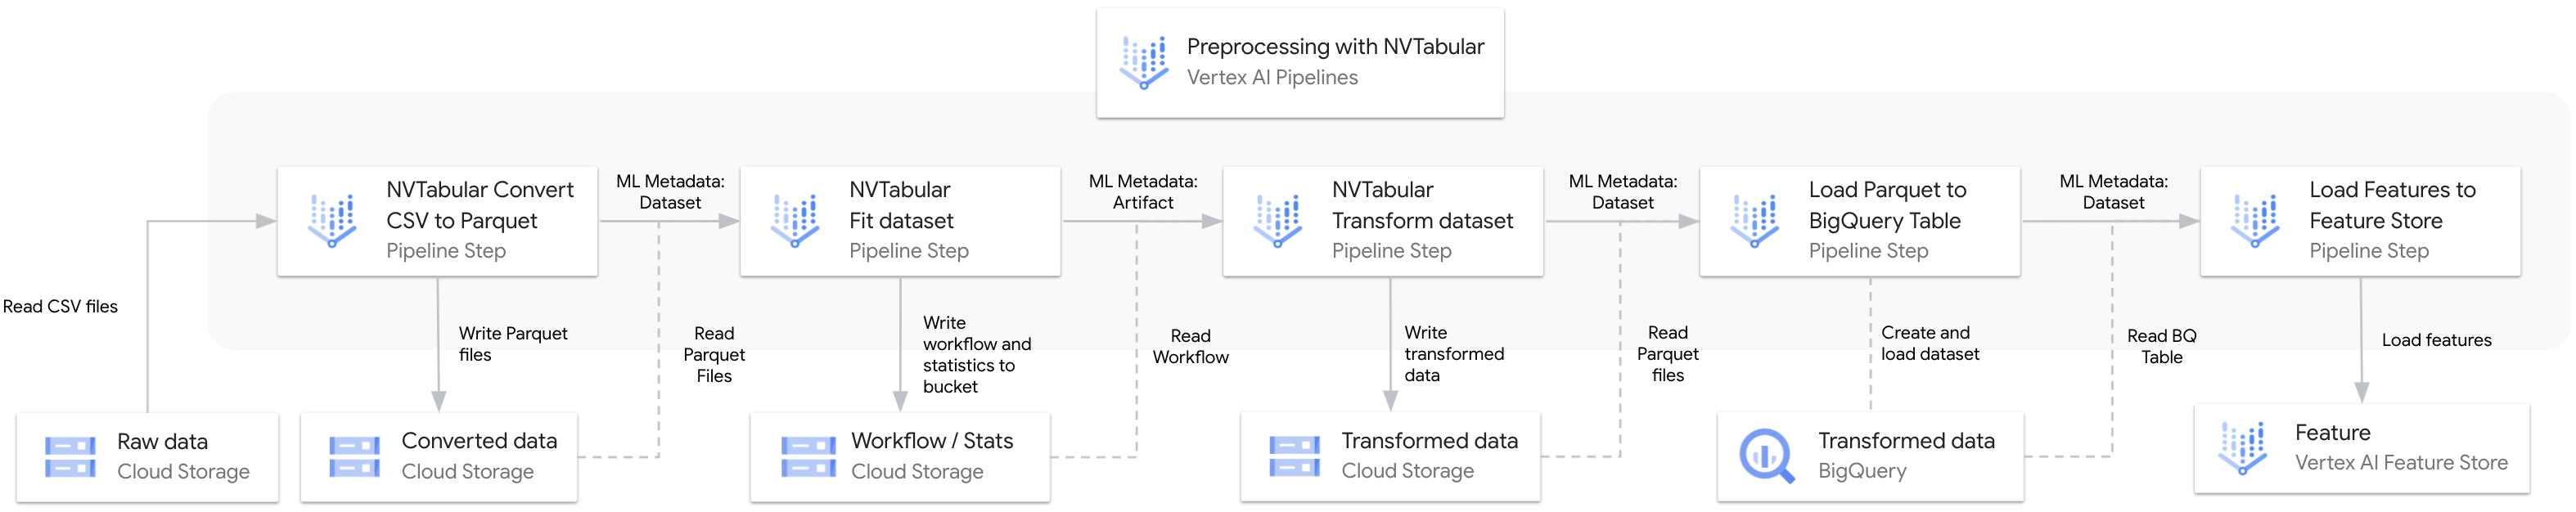 Preprocessing with NVTabular
Vertex AI Pipelines
NVTabular Convert
CSV to Parquet
Pipeline Step
ML Metadata:
Dataset
NVTabular
Fit dataset
Pipeline Step
ML Metadata:
Artifact
NVTabular
Transform dataset
Pipeline Step
ML Metadata:
Dataset
Load Parquet to
BigQuery Table
Pipeline Step
ML Metadata:
Dataset
Load Features to
Feature Store
Pipeline Step
Read CSV files
Write Parquet
files
Read
Parquet
Files
Write
workflow and
statistics to
bucket
Read
Workflow
Write
transformed
data
Read
Parquet
files
Create and
load dataset
Read BQ
Table
Load features
Raw data
Cloud Storage
Converted data
Cloud Storage
Workflow / Stats
Cloud Storage
Transformed data
Cloud Storage
Transformed data
BigQuery
Feature
Vertex AI Feature Store